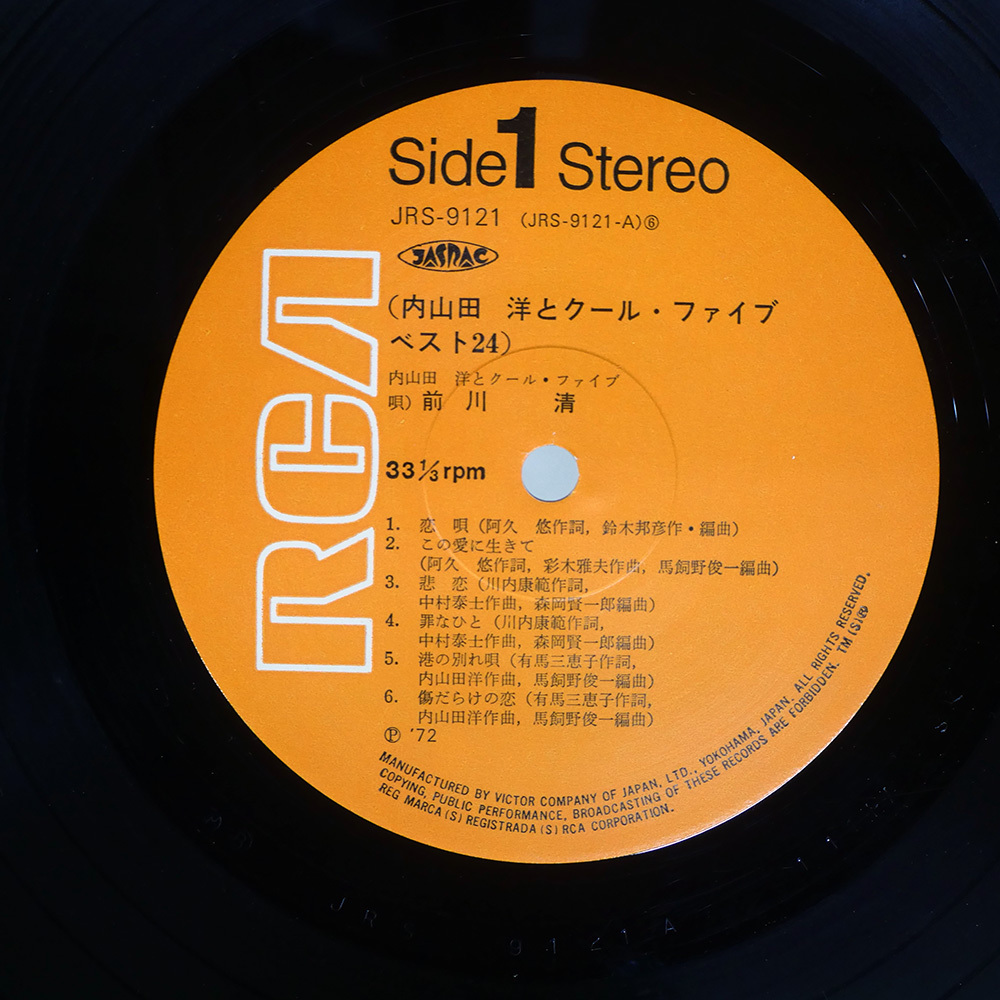 Side 1 Stereo
JRS-9121 (JRS-9121-A)⑥
JASRAC
RCA
(内山田 洋とクール・ファイブ
ベスト24)
内山田 洋とクール・ファイブ
唄) 前川 清
33⅓rpm
1. 恋 唄 (阿久 悠作詞, 鈴木邦彦作・編曲)
2. この愛に生きて
(阿久 悠作詞, 彩木雅夫作曲, 馬飼野俊一編曲)
3. 悲 恋 (川内康範作詞,
中村泰士作曲, 森岡賢一郎編曲)
4. 罪なひと (川内康範作詞,
中村泰士作曲, 森岡賢一郎編曲)
5. 港の別れ唄 (有馬三恵子作詞,
内山田洋作曲, 馬飼野俊一編曲)
6. 傷だらけの恋 (有馬三恵子作詞,
内山田洋作曲, 馬飼野俊一編曲)
Ⓟ '72
MANUFACTURED BY VICTOR COMPANY OF JAPAN, LTD., YOKOHAMA, JAPAN. ALL RIGHTS RESERVED.
COPYING, PUBLIC PERFORMANCE, BROADCASTING OF THESE RECORDS ARE FORBIDDEN. TM(S)®
REG MARCA(S) REGISTRADA(S) RCA CORPORATION.
JRS 9121A